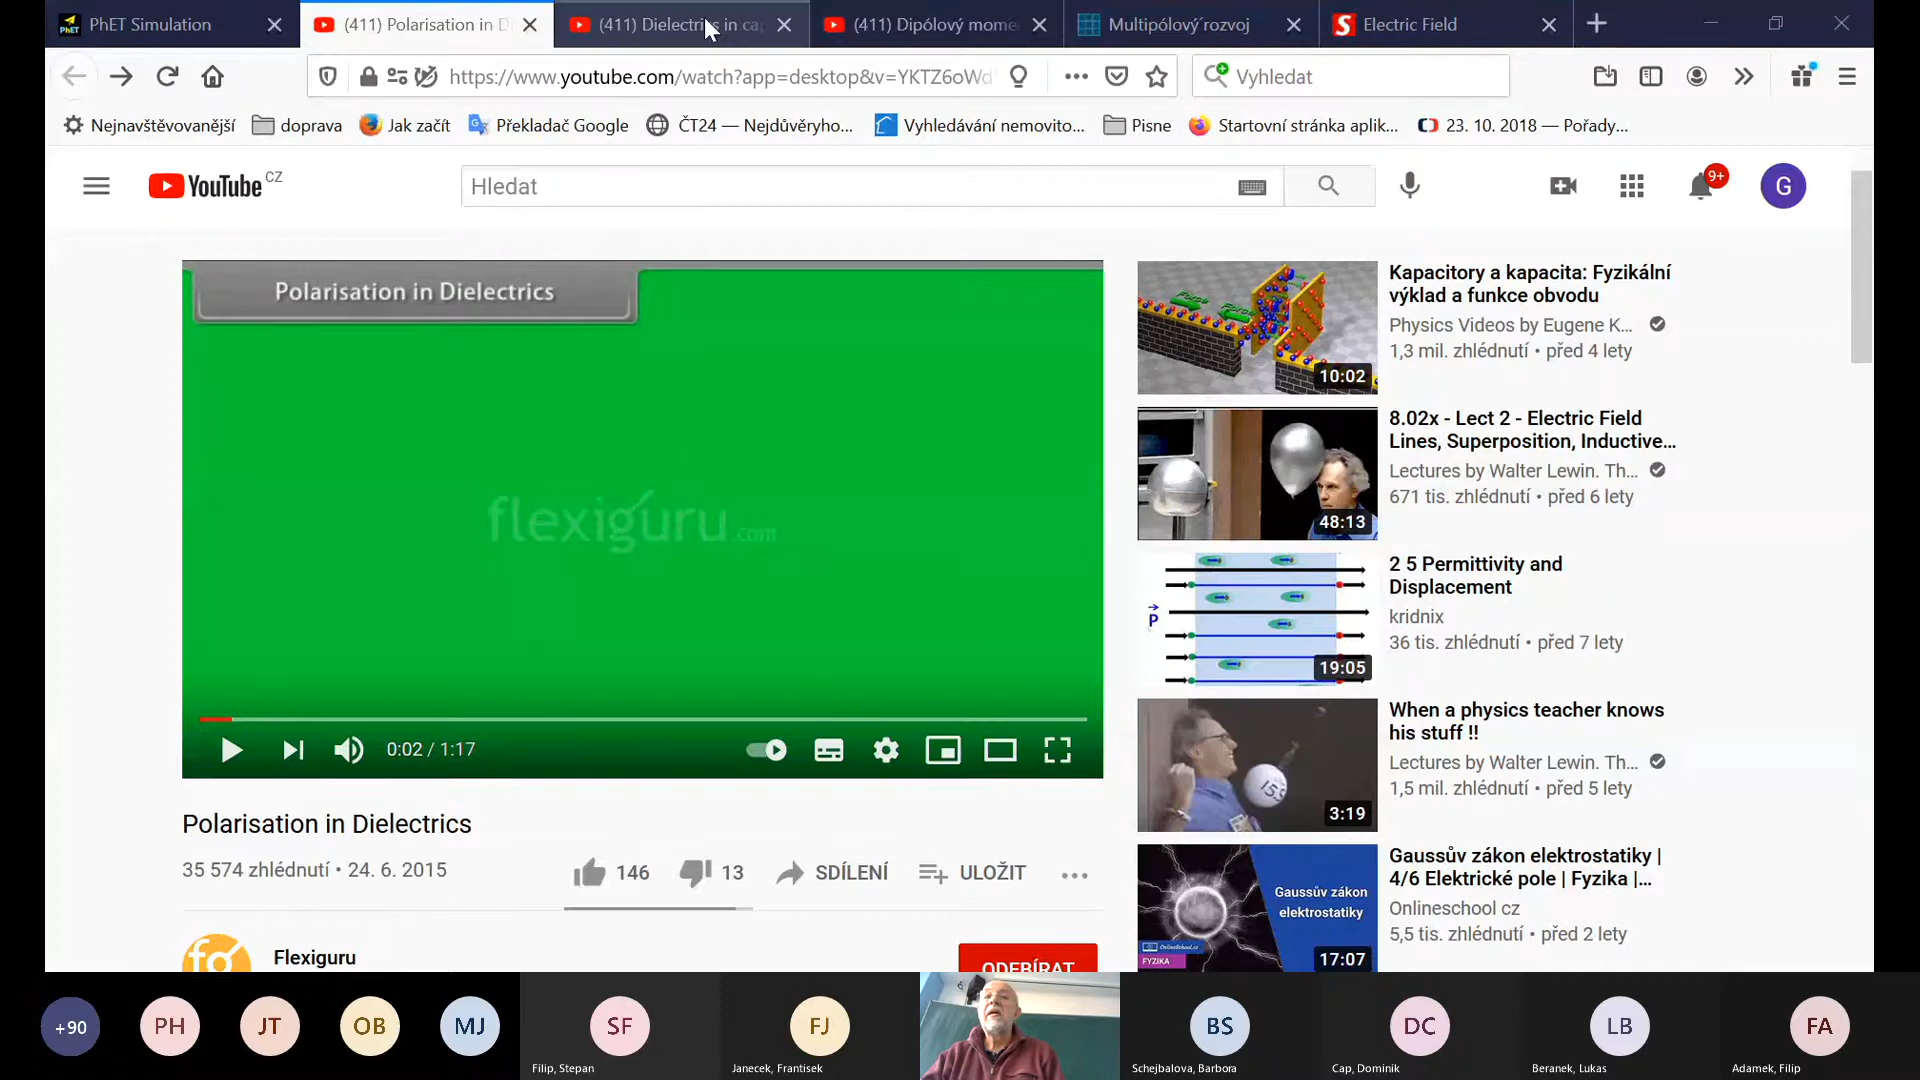 PhET Simulation
(411) Polarisation in D
(411) Dielectrics in ca
(411) Dipólový mome
Multipólový rozvoj
Electric Field
https://www.youtube.com/watch?app=desktop&v=YKTZ6oWd
Vyhledat
Nejnavštěvovanější
doprava
Jak začít
Překladač Google
ČT24 — Nejdůvěryho...
Vyhledávání nemovito...
Pisne
Startovní stránka aplik...
23. 10. 2018 — Pořady...
YouTube CZ
Hledat
9+
G
Polarisation in Dielectrics
flexiguru.com
0:02 / 1:17
Polarisation in Dielectrics
35 574 zhlédnutí • 24. 6. 2015
146
13
SDÍLENÍ
ULOŽIT
Flexiguru
ODEBÍRAT
10:02
Kapacitory a kapacita: Fyzikální
výklad a funkce obvodu
Physics Videos by Eugene K...
1,3 mil. zhlédnutí • před 4 lety
48:13
8.02x - Lect 2 - Electric Field
Lines, Superposition, Inductive...
Lectures by Walter Lewin. Th...
671 tis. zhlédnutí • před 6 lety
P
19:05
2 5 Permittivity and
Displacement
kridnix
36 tis. zhlédnutí • před 7 lety
3:19
When a physics teacher knows
his stuff !!
Lectures by Walter Lewin. Th...
1,5 mil. zhlédnutí • před 5 lety
Gaussův zákon
elektrostatiky
FYZIKA
17:07
Gaussův zákon elektrostatiky |
4/6 Elektrické pole | Fyzika |...
Onlineschool cz
5,5 tis. zhlédnutí • před 2 lety
+90
PH
JT
OB
MJ
SF
Filip, Stepan
FJ
Janecek, Frantisek
BS
Schejbalova, Barbora
DC
Cap, Dominik
LB
Beranek, Lukas
FA
Adamek, Filip